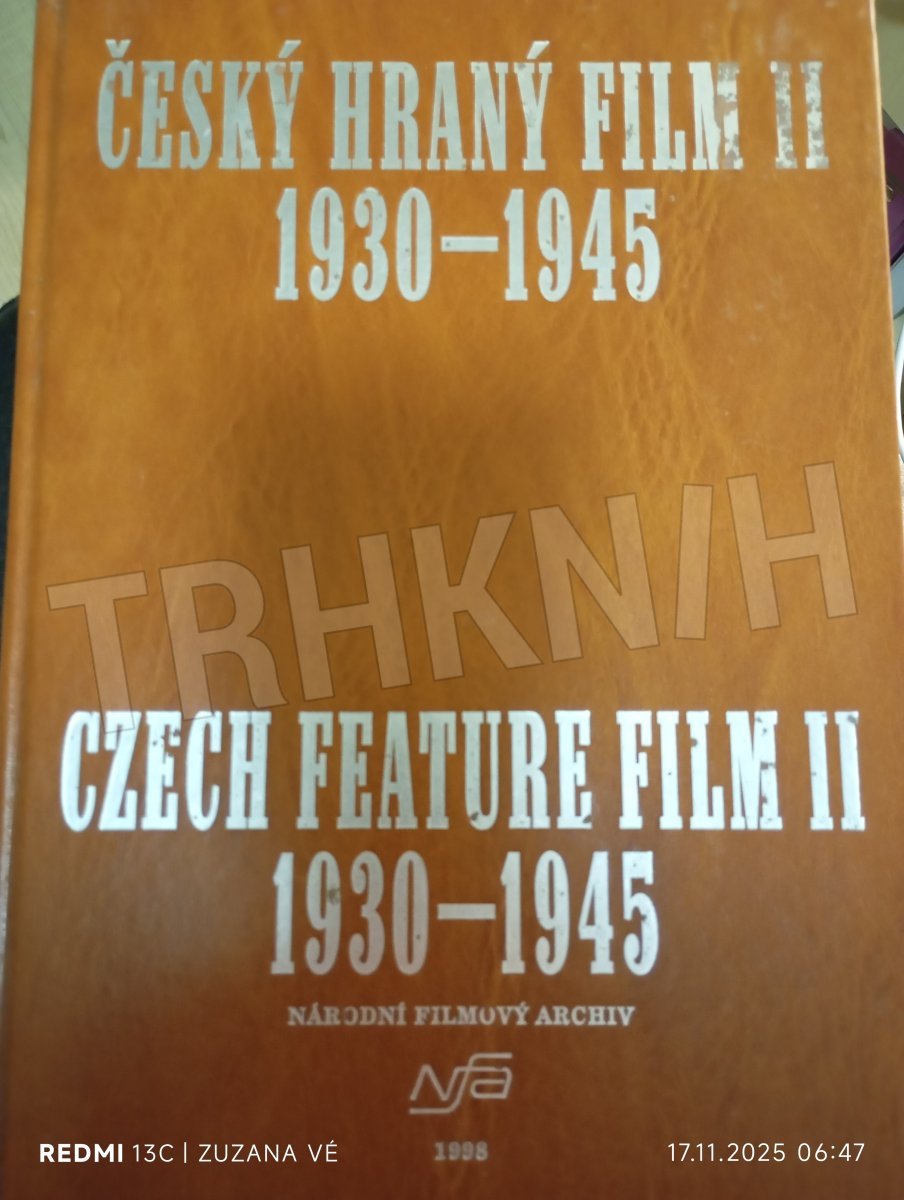 ČESKÝ HRANÝ FILM II
1930—1945
TRHKNIH
CZECH FEATURE FILM II
1930—1945
NÁRODNÍ FILMOVÝ ARCHIV
nfa
1998
REDMI 13C | ZUZANA VÉ
17.11.2025 06:47